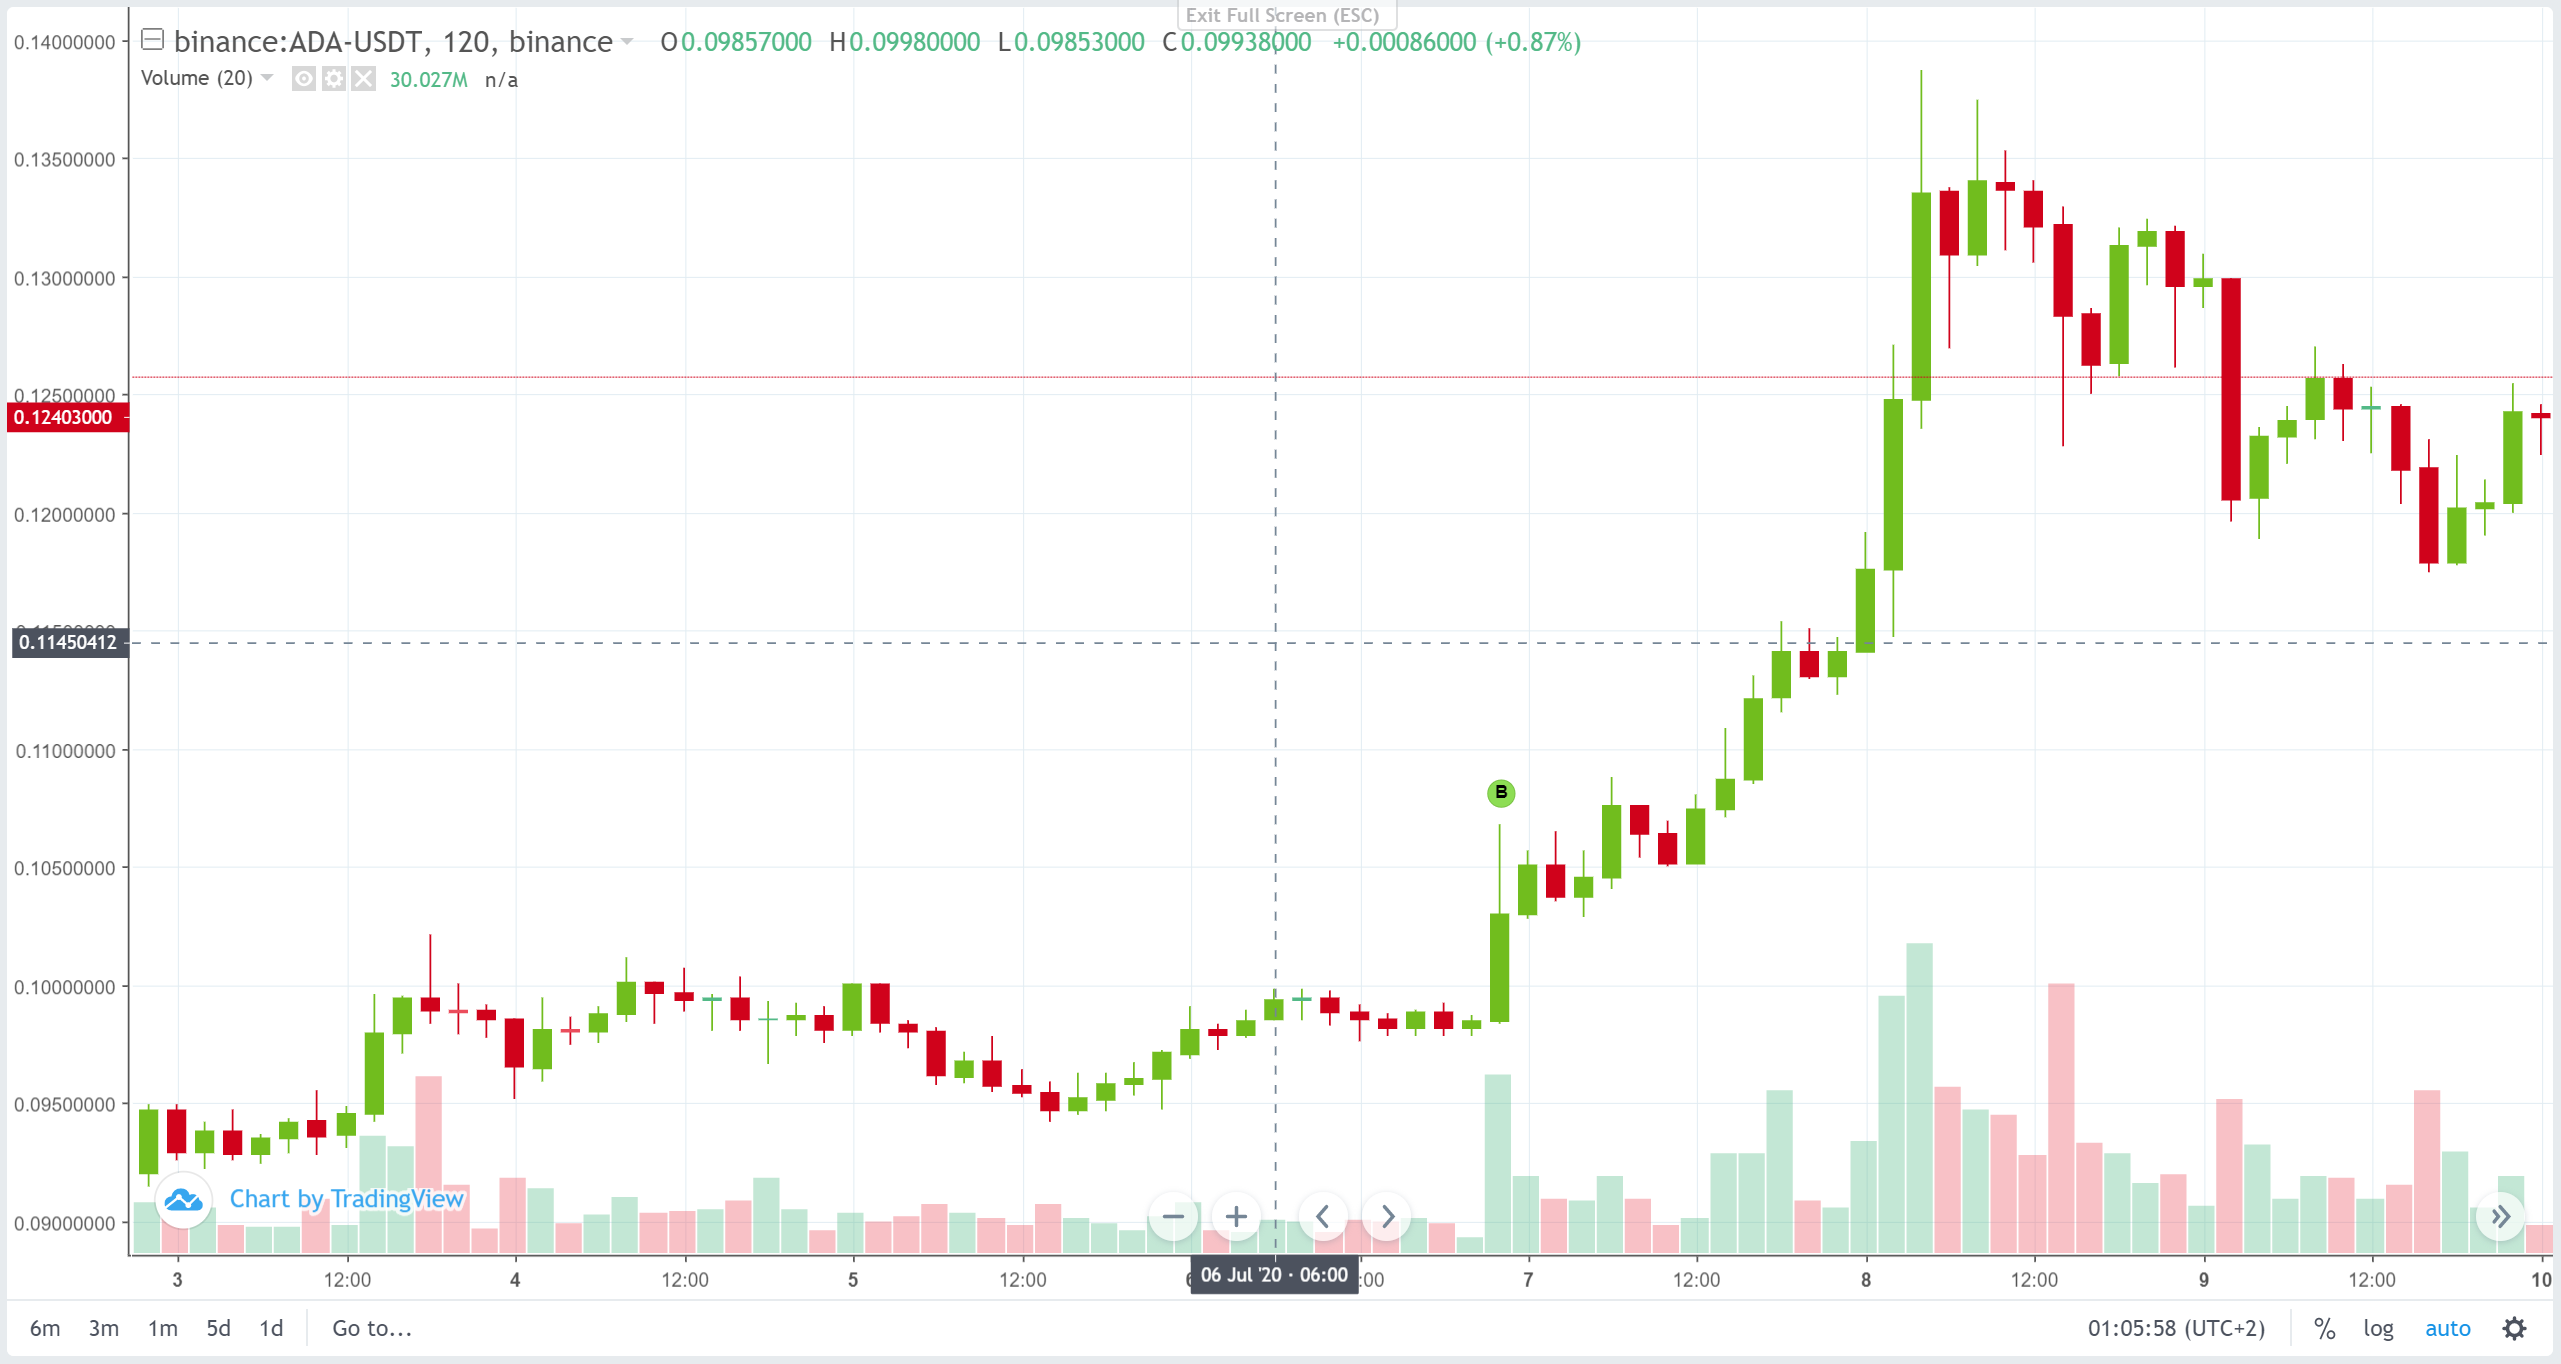 Exit Full Screen (ESC)
binance:ADA-USDT, 120, binance O0.09857000 H0.09980000 L0.09853000 C0.09938000 +0.00086000 (+0.87%)
Volume (20) 30.027M n/a
0.14000000
0.13500000
0.13000000
0.12500000
0.12403000
0.12000000
0.11450412
0.11000000
0.10500000
0.10000000
0.09500000
0.09000000
B
Chart by TradingView
3 12:00 4 12:00 5 12:00 06 Jul '20 · 06:00 :00 7 12:00 8 12:00 9 12:00 10
6m 3m 1m 5d 1d Go to... 01:05:58 (UTC+2) % log auto